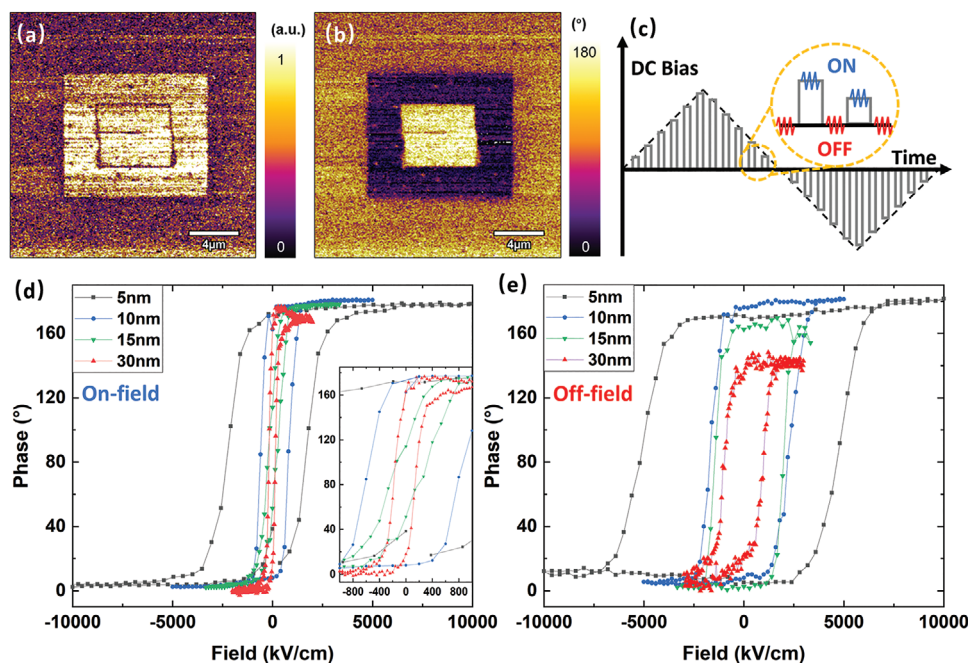 (a)
(a.u.)
1
0
4μm
(b)
(°)
180
0
4μm
(c)
DC Bias
ON
OFF
Time
(d)
5nm
10nm
15nm
30nm
On-field
Phase (°)
160
120
80
40
0
-10000 -5000 0 5000 10000
Field (kV/cm)
160
120
80
40
0
-800 -400 0 400 800
(e)
5nm
10nm
15nm
30nm
Off-field
Phase (°)
160
120
80
40
0
-10000 -5000 0 5000 10000
Field (kV/cm)